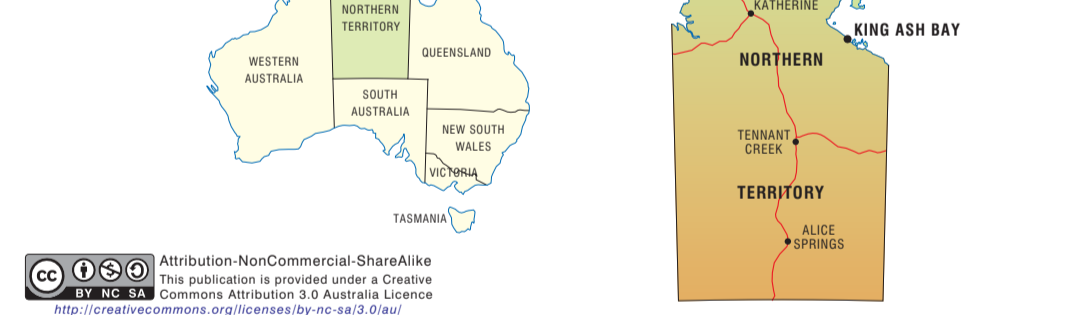 NORTHERN
TERRITORY
QUEENSLAND
WESTERN
AUSTRALIA
SOUTH
AUSTRALIA
NEW SOUTH
WALES
VICTORIA
TASMANIA
KATHERINE
KING ASH BAY
NORTHERN
TENNANT
CREEK
TERRITORY
ALICE
SPRINGS
cc
BY NC SA
Attribution-NonCommercial-ShareAlike
This publication is provided under a Creative
Commons Attribution 3.0 Australia Licence
http://creativecommons.org/licenses/by-nc-sa/3.0/au/